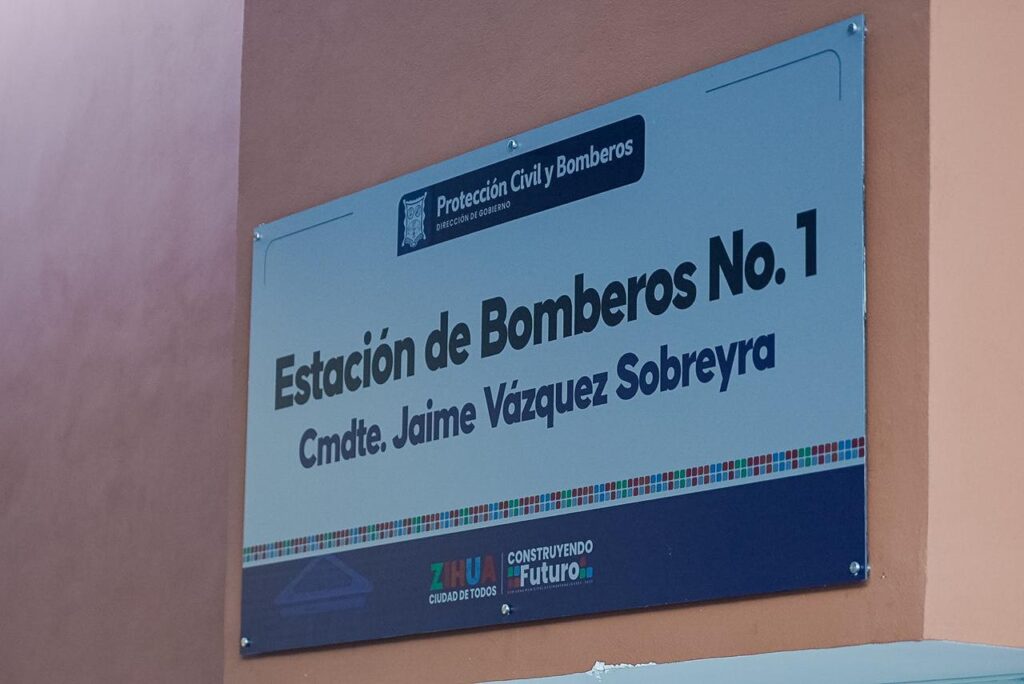 Protección Civil y Bomberos
DIRECCIÓN DE GOBIERNO
Estación de Bomberos No. 1
Cmdte. Jaime Vázquez Sobreyra
ZIHUA
CIUDAD DE TODOS
CONSTRUYENDO
Futuro